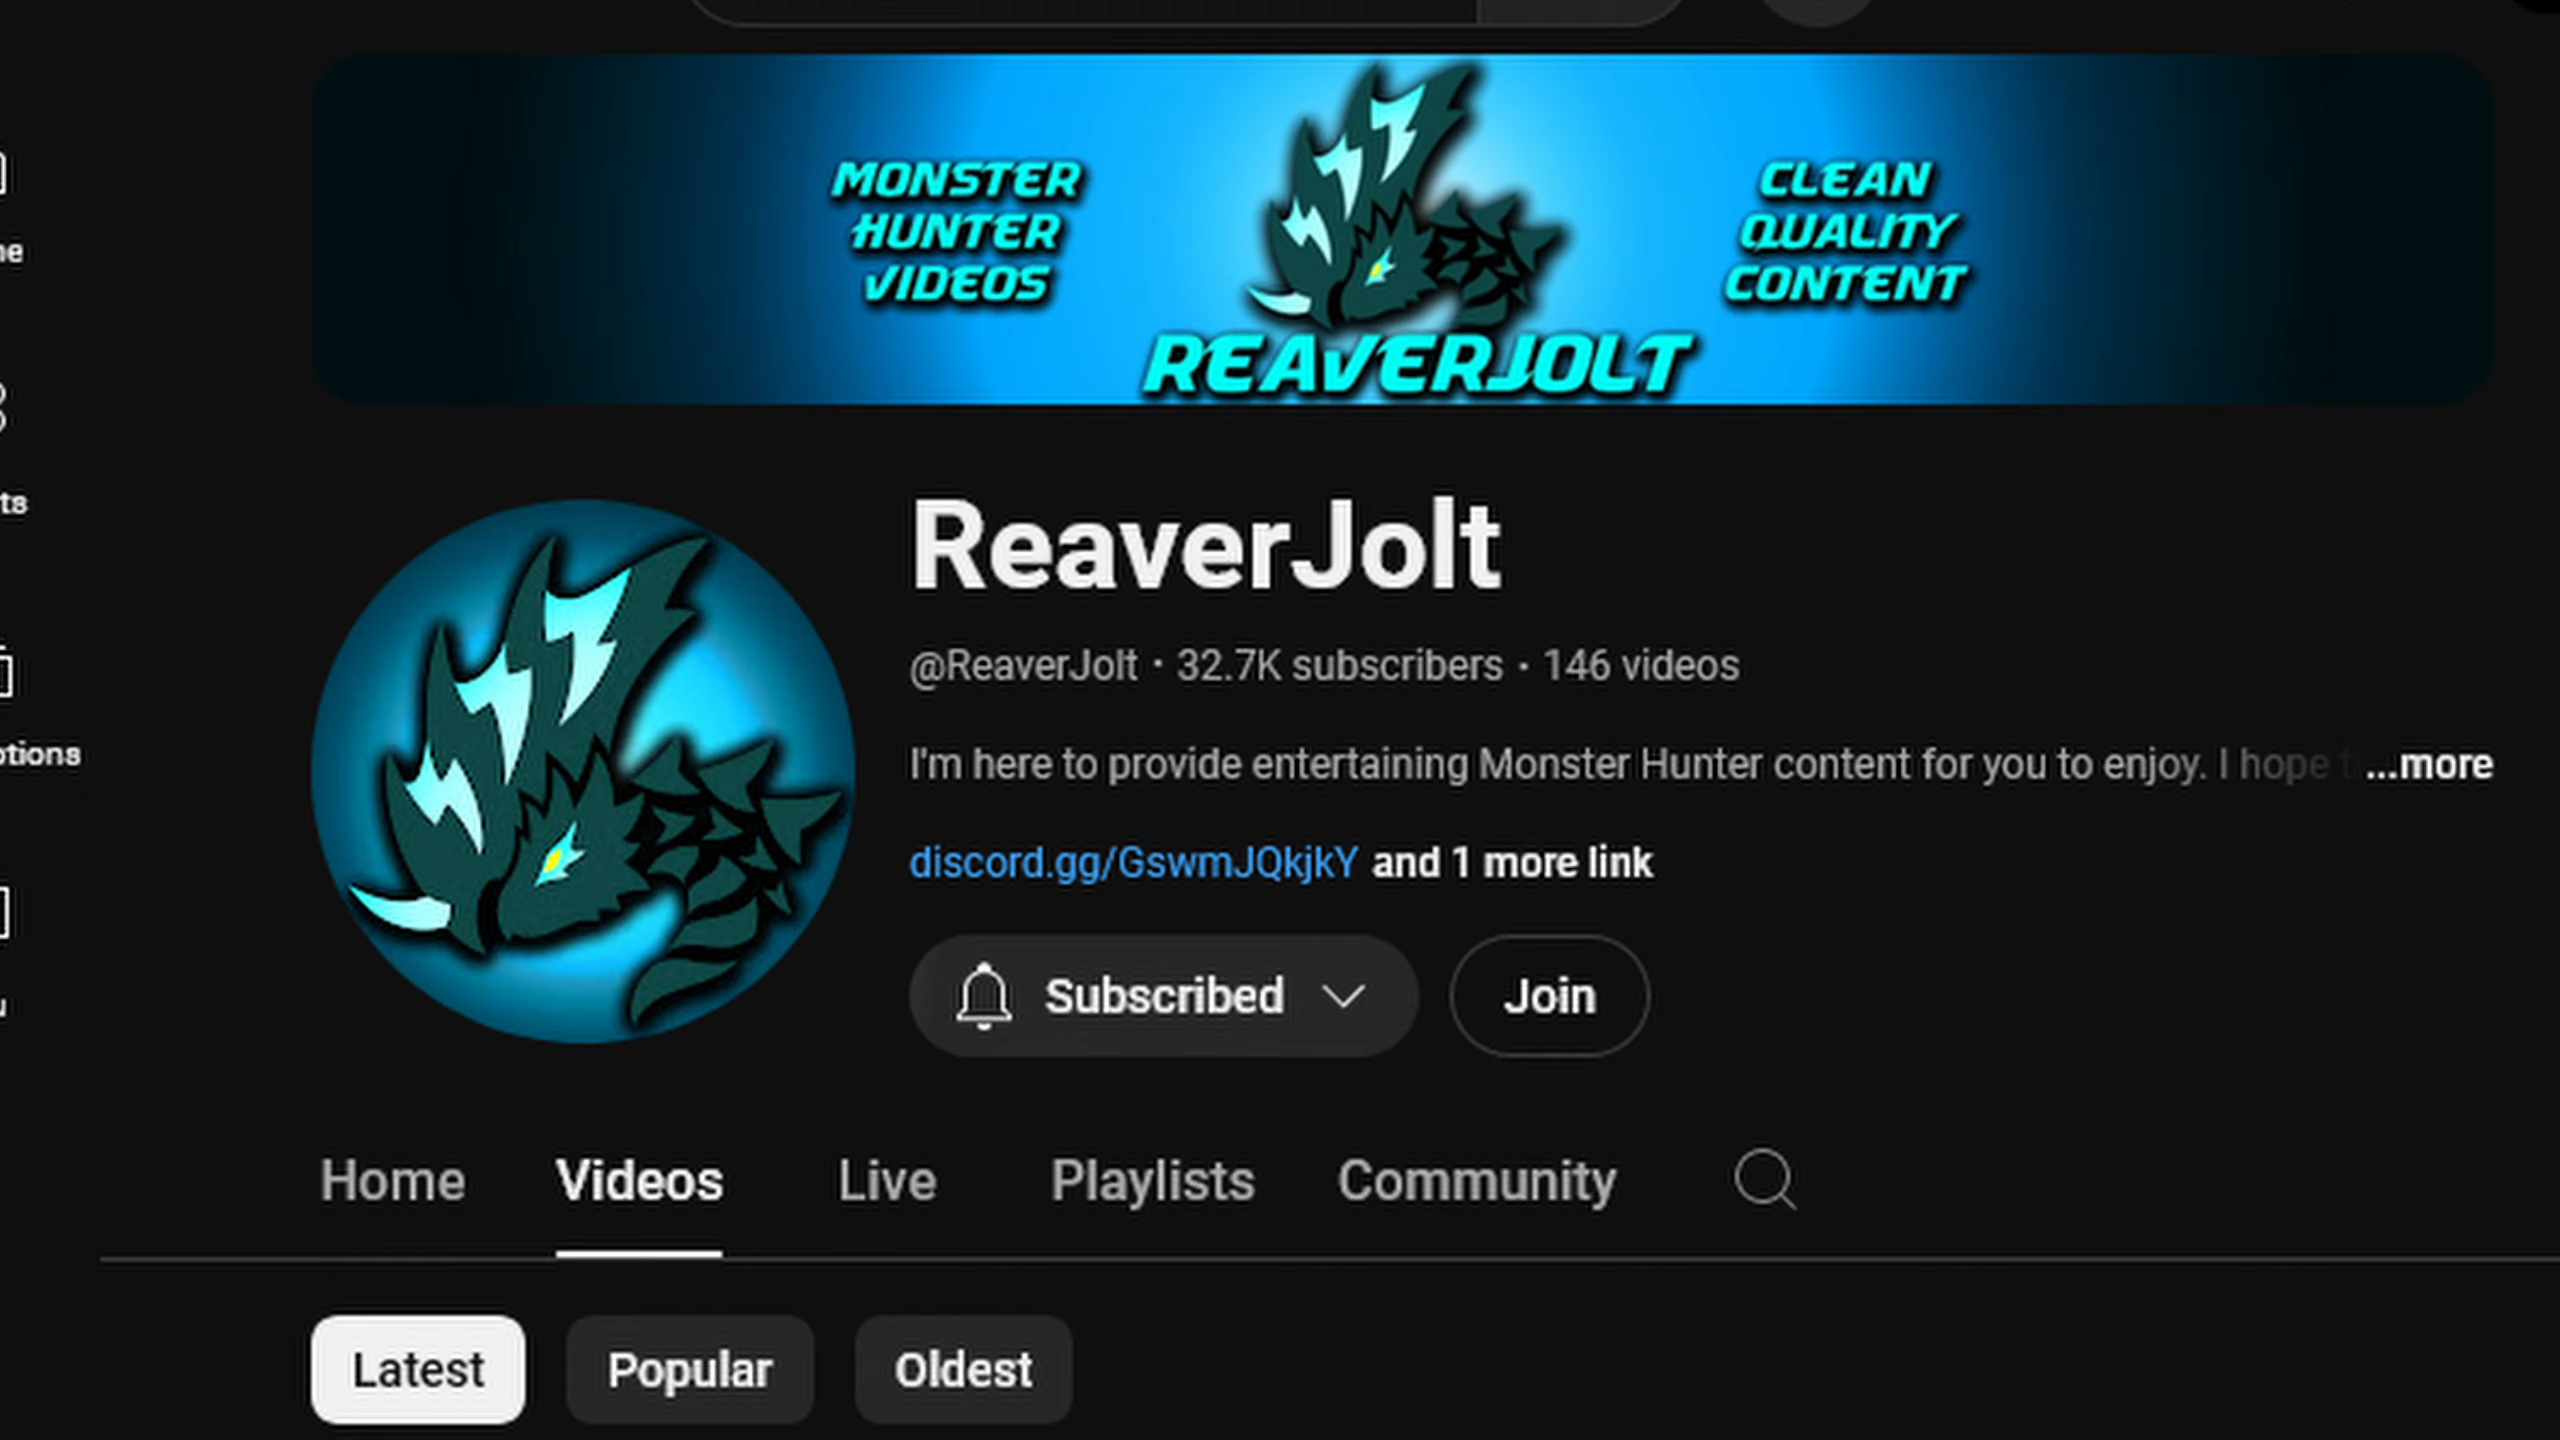 MONSTER
HUNTER
VIDEOS
CLEAN
QUALITY
CONTENT
REAVERJOLT
ReaverJolt
@ReaverJolt • 32.7K subscribers • 146 videos
I'm here to provide entertaining Monster Hunter content for you to enjoy. I hope ...more
discord.gg/GswmJQkjkY and 1 more link
Subscribed
Join
Home Videos Live Playlists Community
Latest Popular Oldest